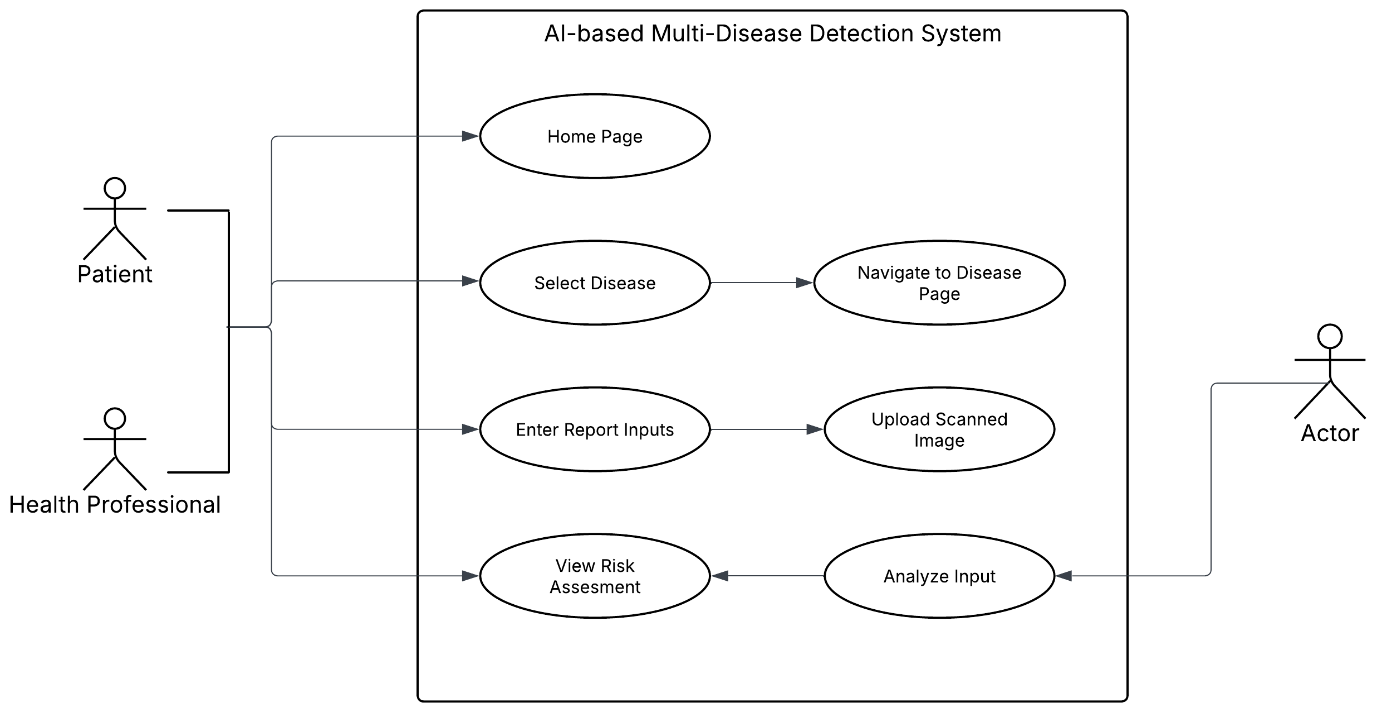 AI-based Multi-Disease Detection System
Home Page
Patient
Select Disease
Navigate to Disease
Page
Health Professional
Enter Report Inputs
Upload Scanned
Image
Actor
View Risk
Assesment
Analyze Input